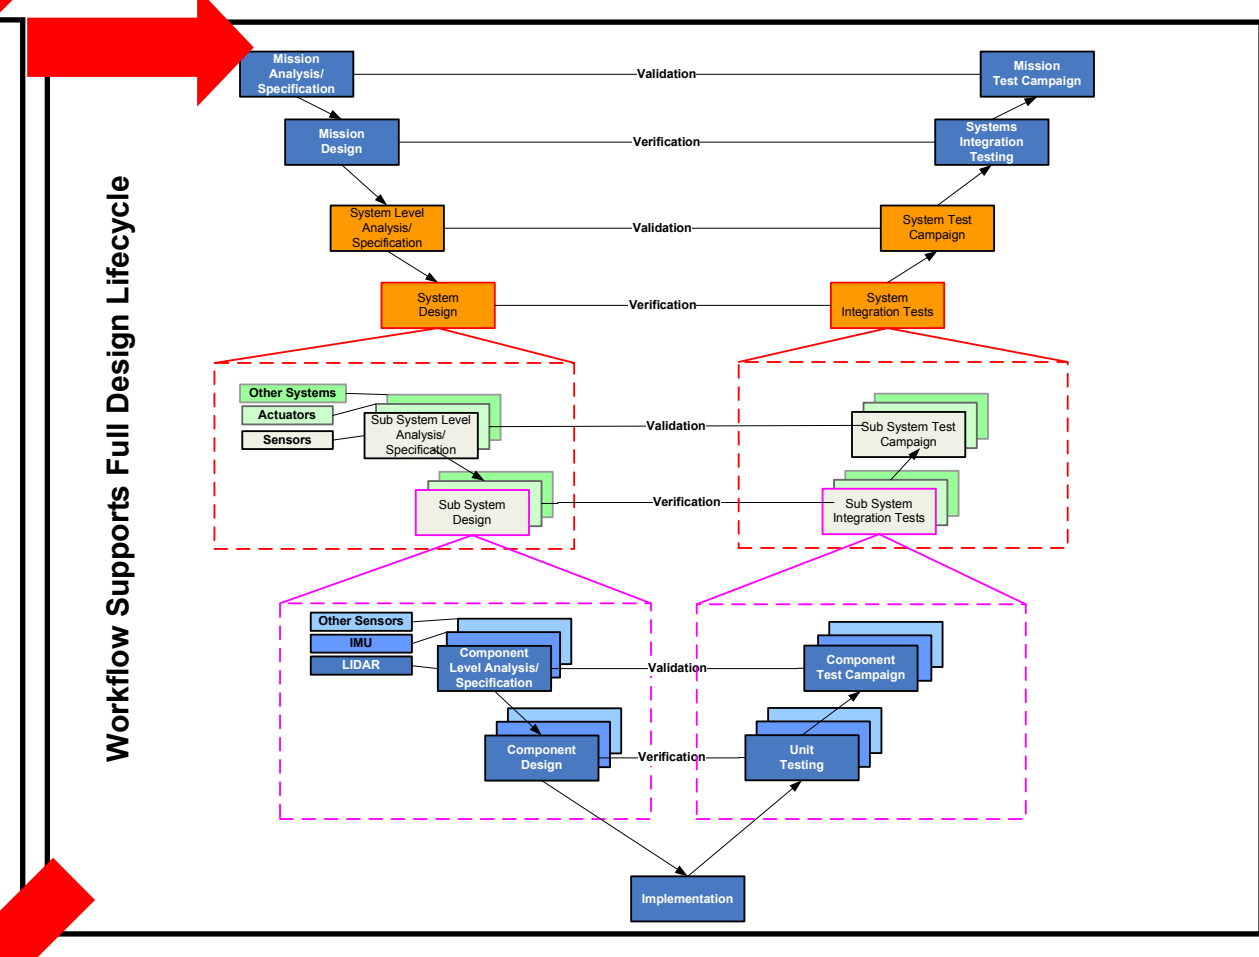 Workflow Supports Full Design Lifecycle
Mission
Analysis/
Specification
Validation
Mission
Test Campaign
Mission
Design
Verification
Systems
Integration
Testing
System Level
Analysis/
Specification
Validation
System Test
Campaign
System
Design
Verification
System
Integration Tests
Other Systems
Actuators
Sensors
Sub System Level
Analysis/
Specification
Validation
Sub System Test
Campaign
Sub System
Design
Verification
Sub System
Integration Tests
Other Sensors
IMU
LIDAR
Component
Level Analysis/
Specification
Validation
Component
Test Campaign
Component
Design
Verification
Unit
Testing
Implementation